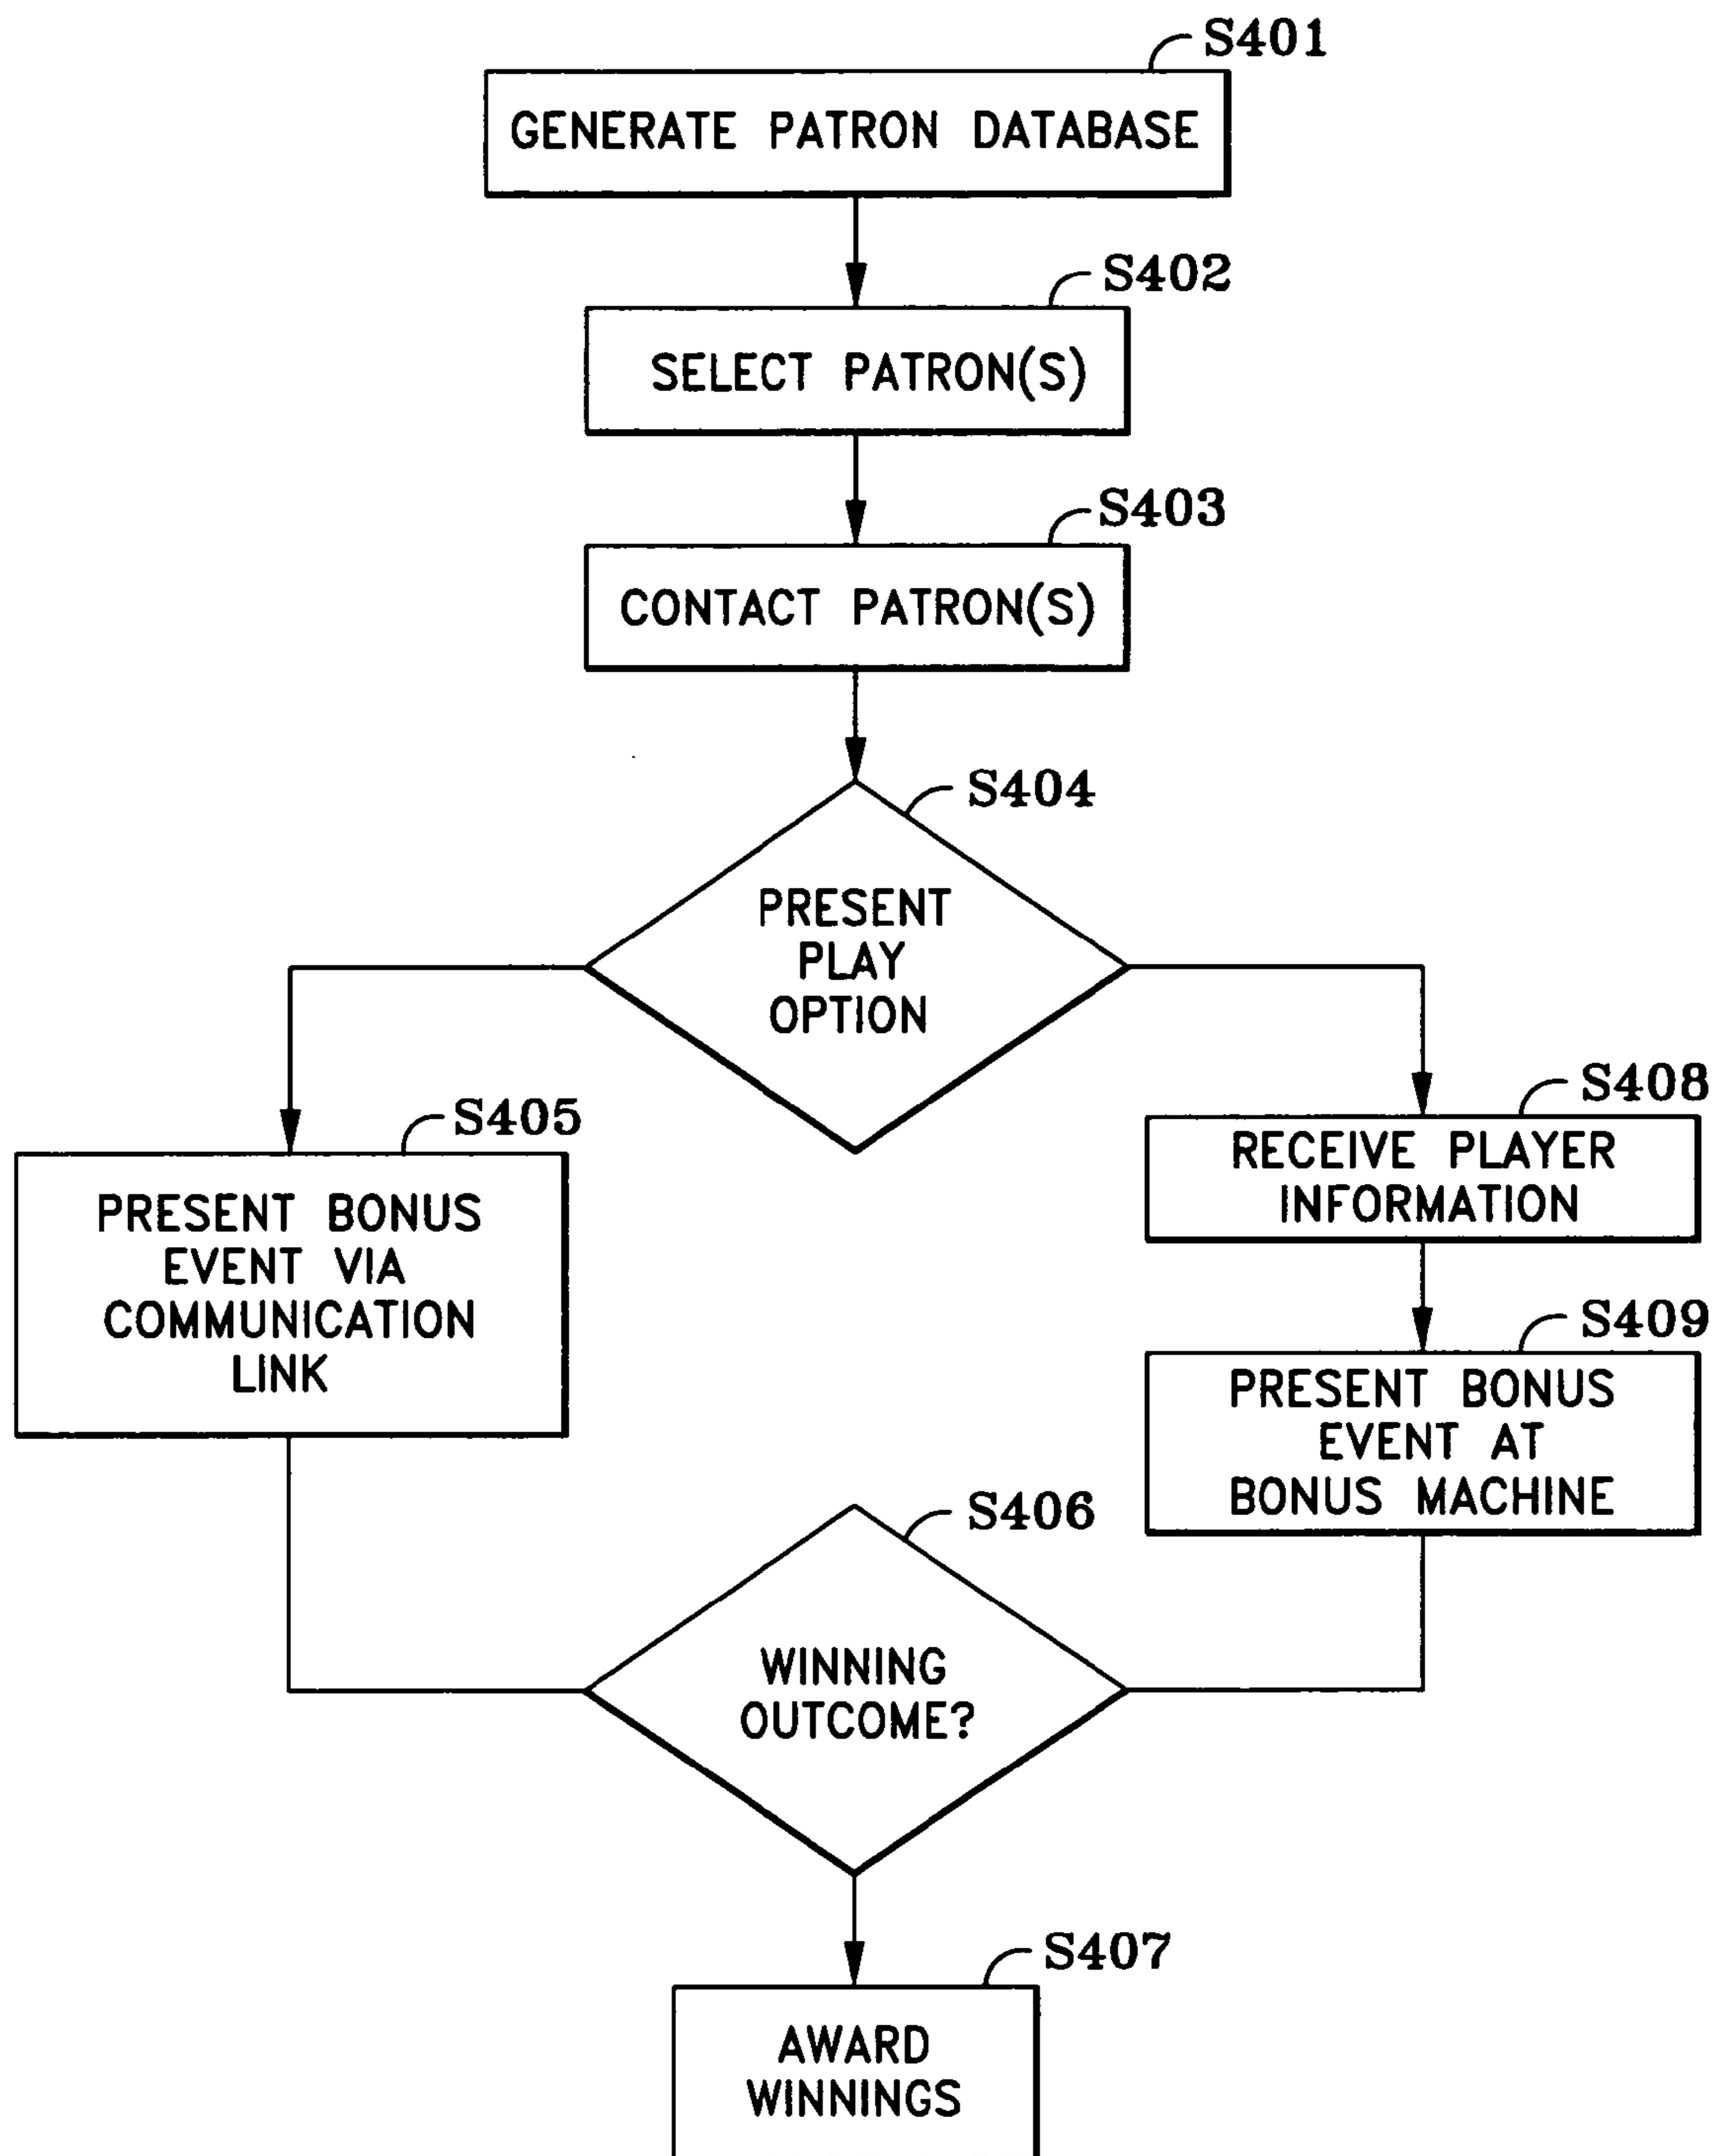 S401
GENERATE PATRON DATABASE
S402
SELECT PATRON(S)
S403
CONTACT PATRON(S)
S404
PRESENT
PLAY
OPTION
S405
PRESENT BONUS
EVENT VIA
COMMUNICATION
LINK
S408
RECEIVE PLAYER
INFORMATION
S409
PRESENT BONUS
EVENT AT
BONUS MACHINE
S406
WINNING
OUTCOME?
S407
AWARD
WINNINGS